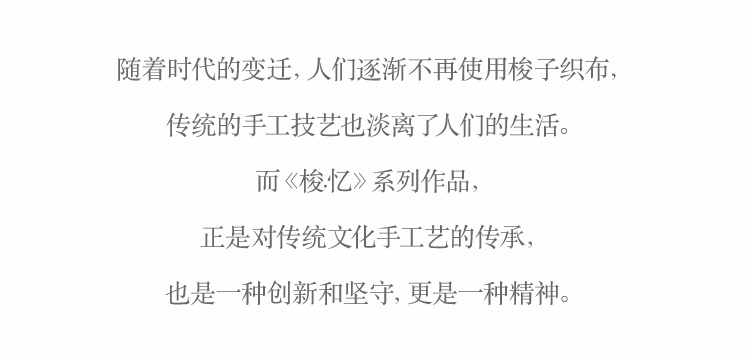 随着时代的变迁, 人们逐渐不再使用梭子织布,
传统的手工技艺也淡离了人们的生活。
而《梭.忆》系列作品,
正是对传统文化手工艺的传承,
也是一种创新和坚守, 更是一种精神。